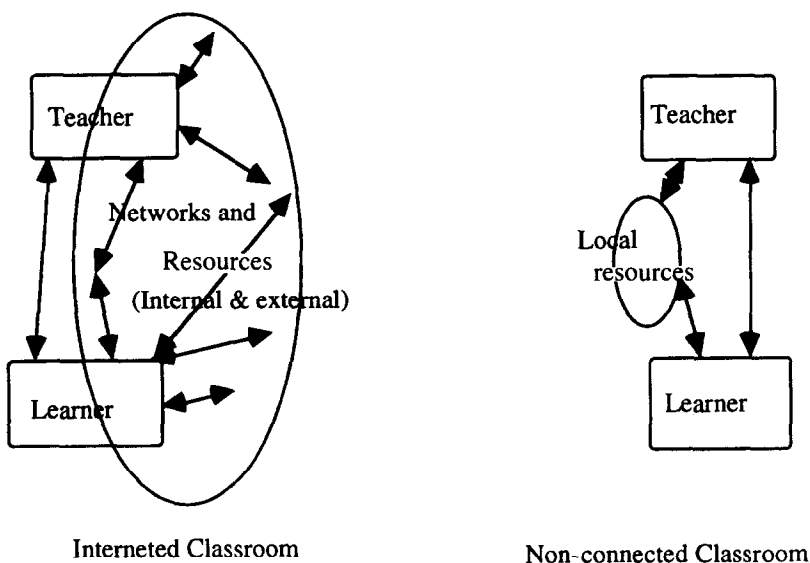 Teacher
Networks and
Resources
(Internal & external)
Learner
Interneted Classroom
Teacher
Local
resources
Learner
Non-connected Classroom